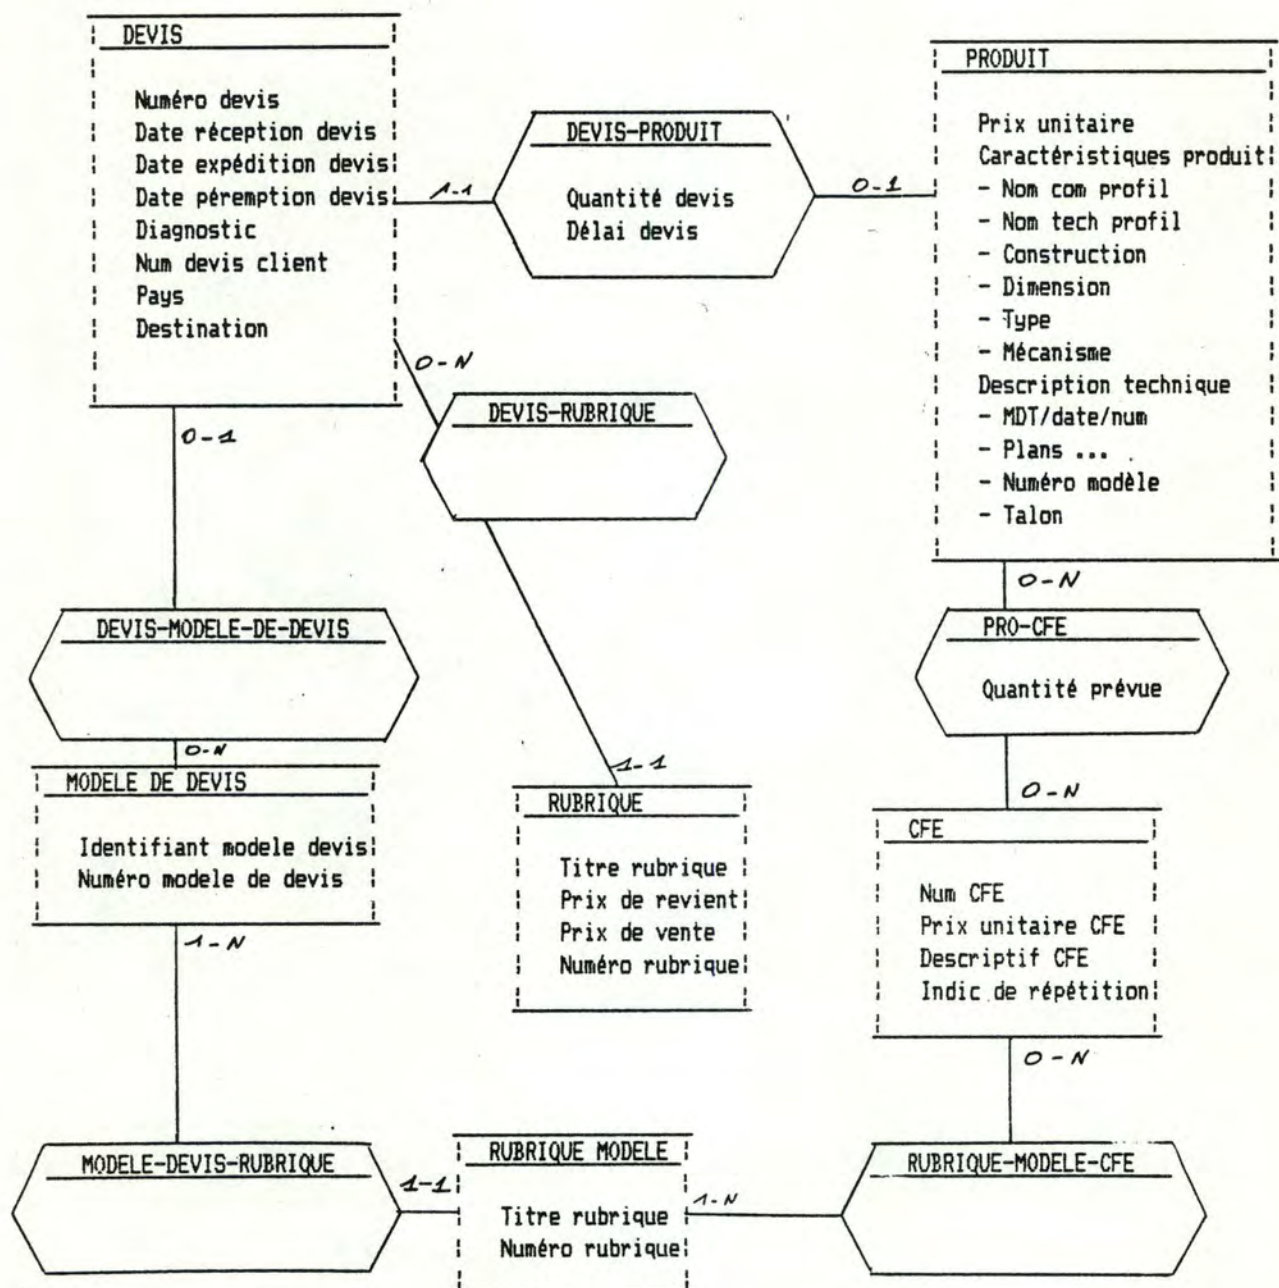 DEVIS
Numéro devis
Date réception devis
Date expédition devis
Date péremption devis
Diagnostic
Num devis client
Pays
Destination
1-1
DEVIS-PRODUIT
Quantité devis
Délai devis
0-1
PRODUIT
Prix unitaire
Caractéristiques produit
- Nom com profil
- Nom tech profil
- Construction
- Dimension
- Type
- Mécanisme
Description technique
- MDT/date/num
- Plans ...
- Numéro modèle
- Talon
0-N
DEVIS-RUBRIQUE
0-1
0-N
DEVIS-MODELE-DE-DEVIS
PRO-CFE
Quantité prévue
0-N
MODELE DE DEVIS
Identifiant modele devis
Numéro modele de devis
1-N
1-1
RUBRIQUE
Titre rubrique
Prix de revient
Prix de vente
Numéro rubrique
0-N
CFE
Num CFE
Prix unitaire CFE
Descriptif CFE
Indic de répétition
0-N
MODELE-DEVIS-RUBRIQUE
1-1
RUBRIQUE MODELE
Titre rubrique
Numéro rubrique
1-N
RUBRIQUE-MODELE-CFE